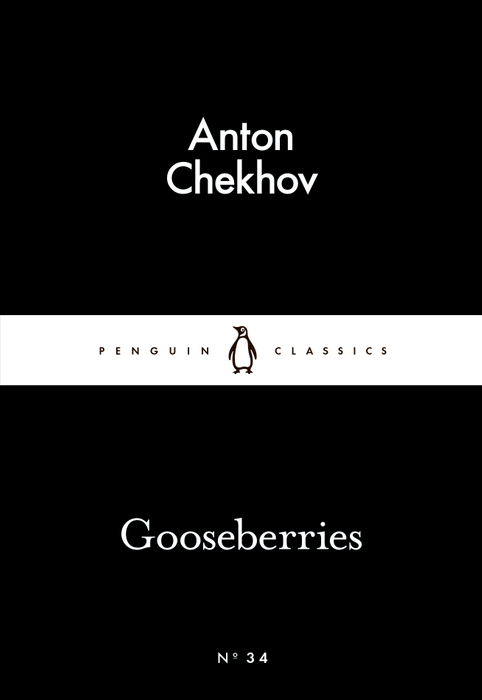 Anton
Chekhov
PENGUIN CLASSICS
Gooseberries
Nº 34